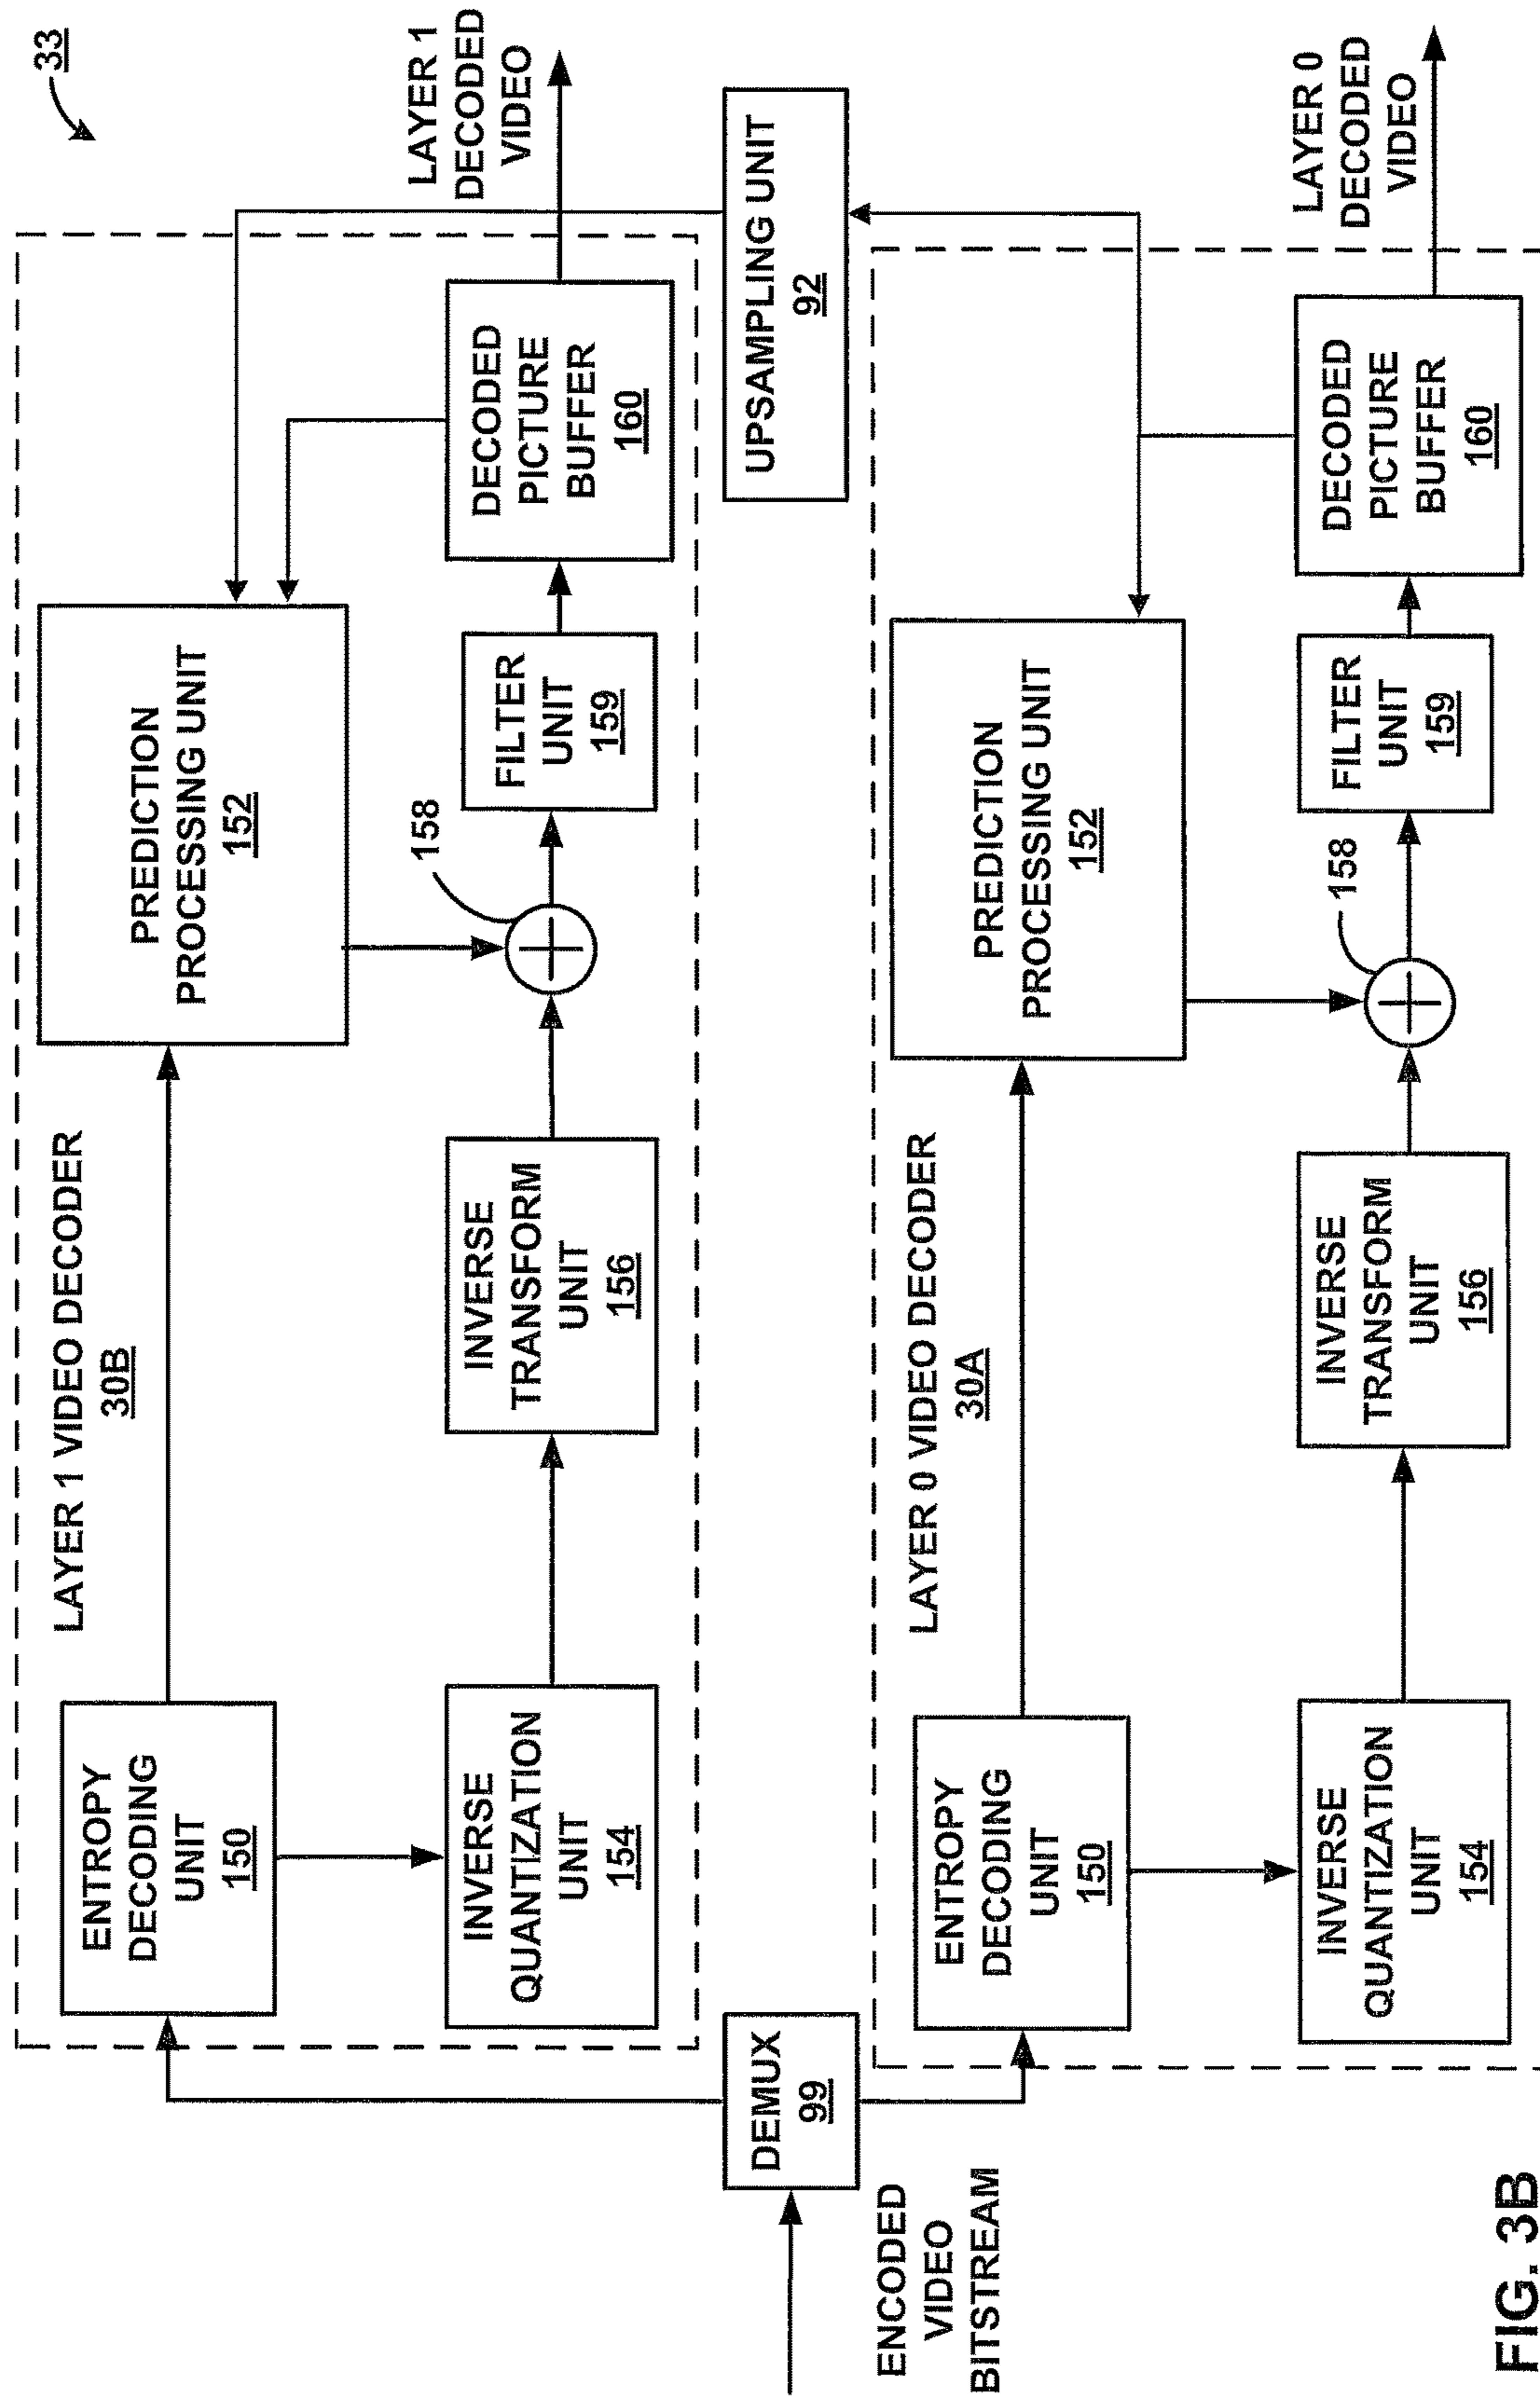 33
LAYER 1 VIDEO DECODER
30B
ENTROPY
DECODING
UNIT
150
PREDICTION
PROCESSING UNIT
152
INVERSE
QUANTIZATION
UNIT
154
INVERSE
TRANSFORM
UNIT
156
158
FILTER
UNIT
159
DECODED
PICTURE
BUFFER
160
LAYER 1
DECODED
VIDEO
DEMUX
99
UPSAMPLING UNIT
92
ENCODED
VIDEO
BITSTREAM
LAYER 0 VIDEO DECODER
30A
ENTROPY
DECODING
UNIT
150
PREDICTION
PROCESSING UNIT
152
INVERSE
QUANTIZATION
UNIT
154
INVERSE
TRANSFORM
UNIT
156
158
FILTER
UNIT
159
DECODED
PICTURE
BUFFER
160
LAYER 0
DECODED
VIDEO
FIG. 3B